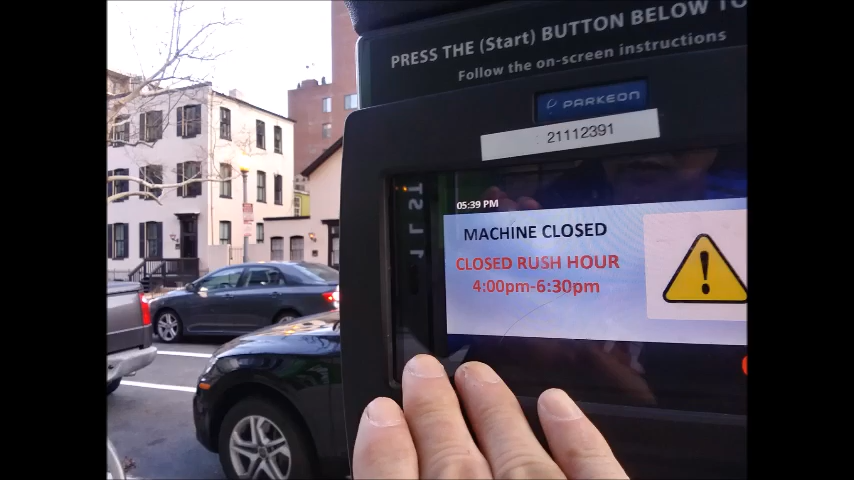 PRESS THE (Start) BUTTON BELOW TO
Follow the on-screen instructions
PARKEON
21112391
05:39 PM
MACHINE CLOSED
CLOSED RUSH HOUR
4:00pm-6:30pm